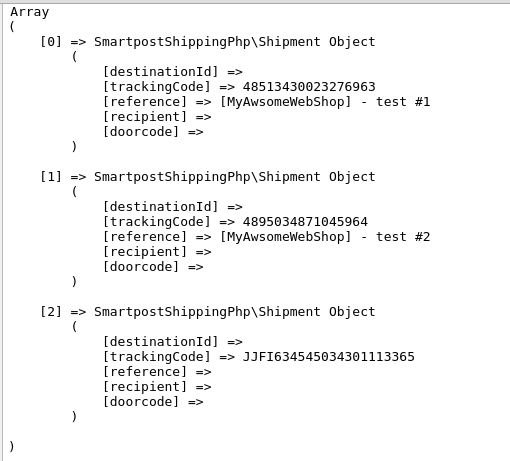 Array
(
    [0] => SmartpostShippingPhp\Shipment Object
        (
            [destinationId] =>
            [trackingCode] => 48513430023276963
            [reference] => [MyAwsomeWebShop] - test #1
            [recipient] =>
            [doorcode] =>
        )

    [1] => SmartpostShippingPhp\Shipment Object
        (
            [destinationId] =>
            [trackingCode] => 4895034871045964
            [reference] => [MyAwsomeWebShop] - test #2
            [recipient] =>
            [doorcode] =>
        )

    [2] => SmartpostShippingPhp\Shipment Object
        (
            [destinationId] =>
            [trackingCode] => JJFI634545034301113365
            [reference] =>
            [recipient] =>
            [doorcode] =>
        )

)